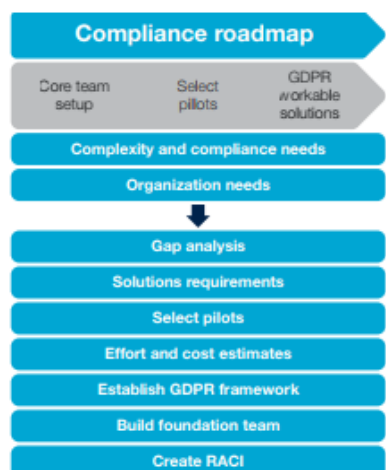 Compliance roadmap
Core team
setup
Select
pillots
GDPR
workable
solutions
Complexity and compliance needs
Organization needs
Gap analysis
Solutions requirements
Select pilots
Effort and cost estimates
Establish GDPR framework
Build foundation team
Create RACI